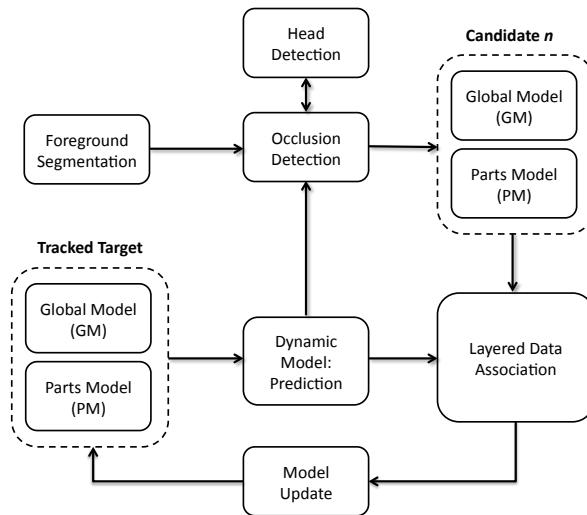 Head
Detection
Candidate n
Global Model
(GM)
Parts Model
(PM)
Foreground
Segmentation
Occlusion
Detection
Tracked Target
Global Model
(GM)
Parts Model
(PM)
Dynamic
Model:
Prediction
Layered Data
Association
Model
Update